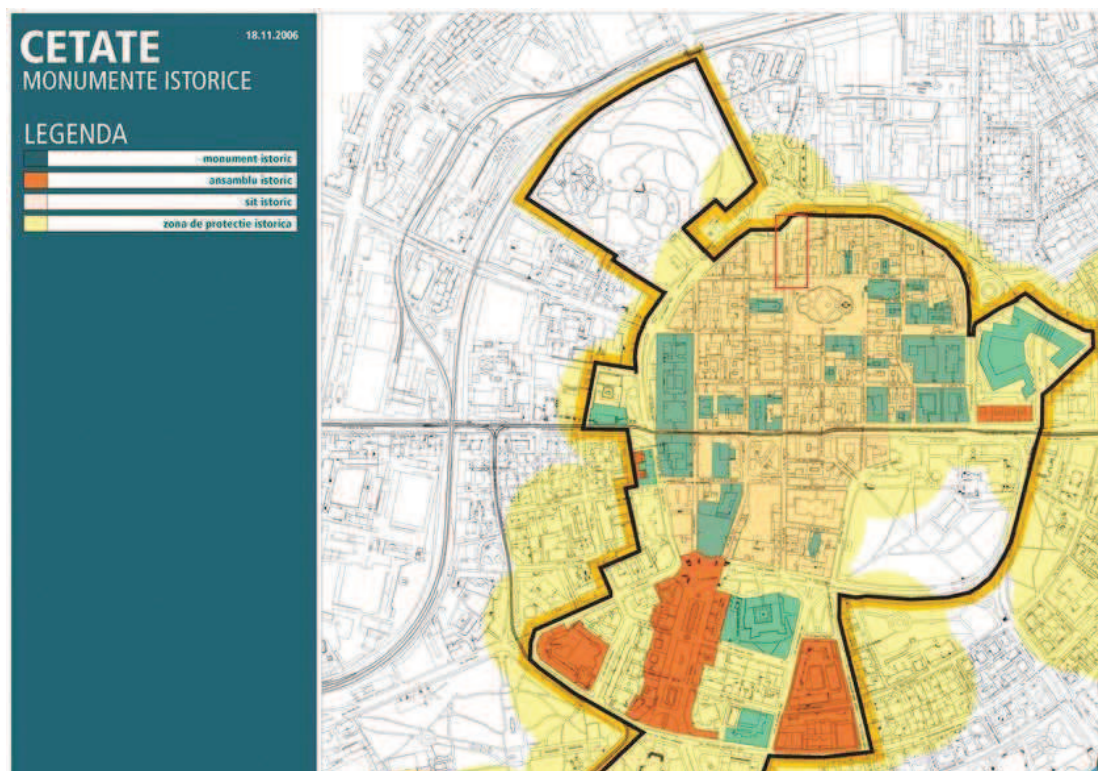 CETATE
18.11.2006
MONUMENTE ISTORICE
LEGENDA
monument istoric
ansamblu istoric
sit istoric
zona de protectie istorica